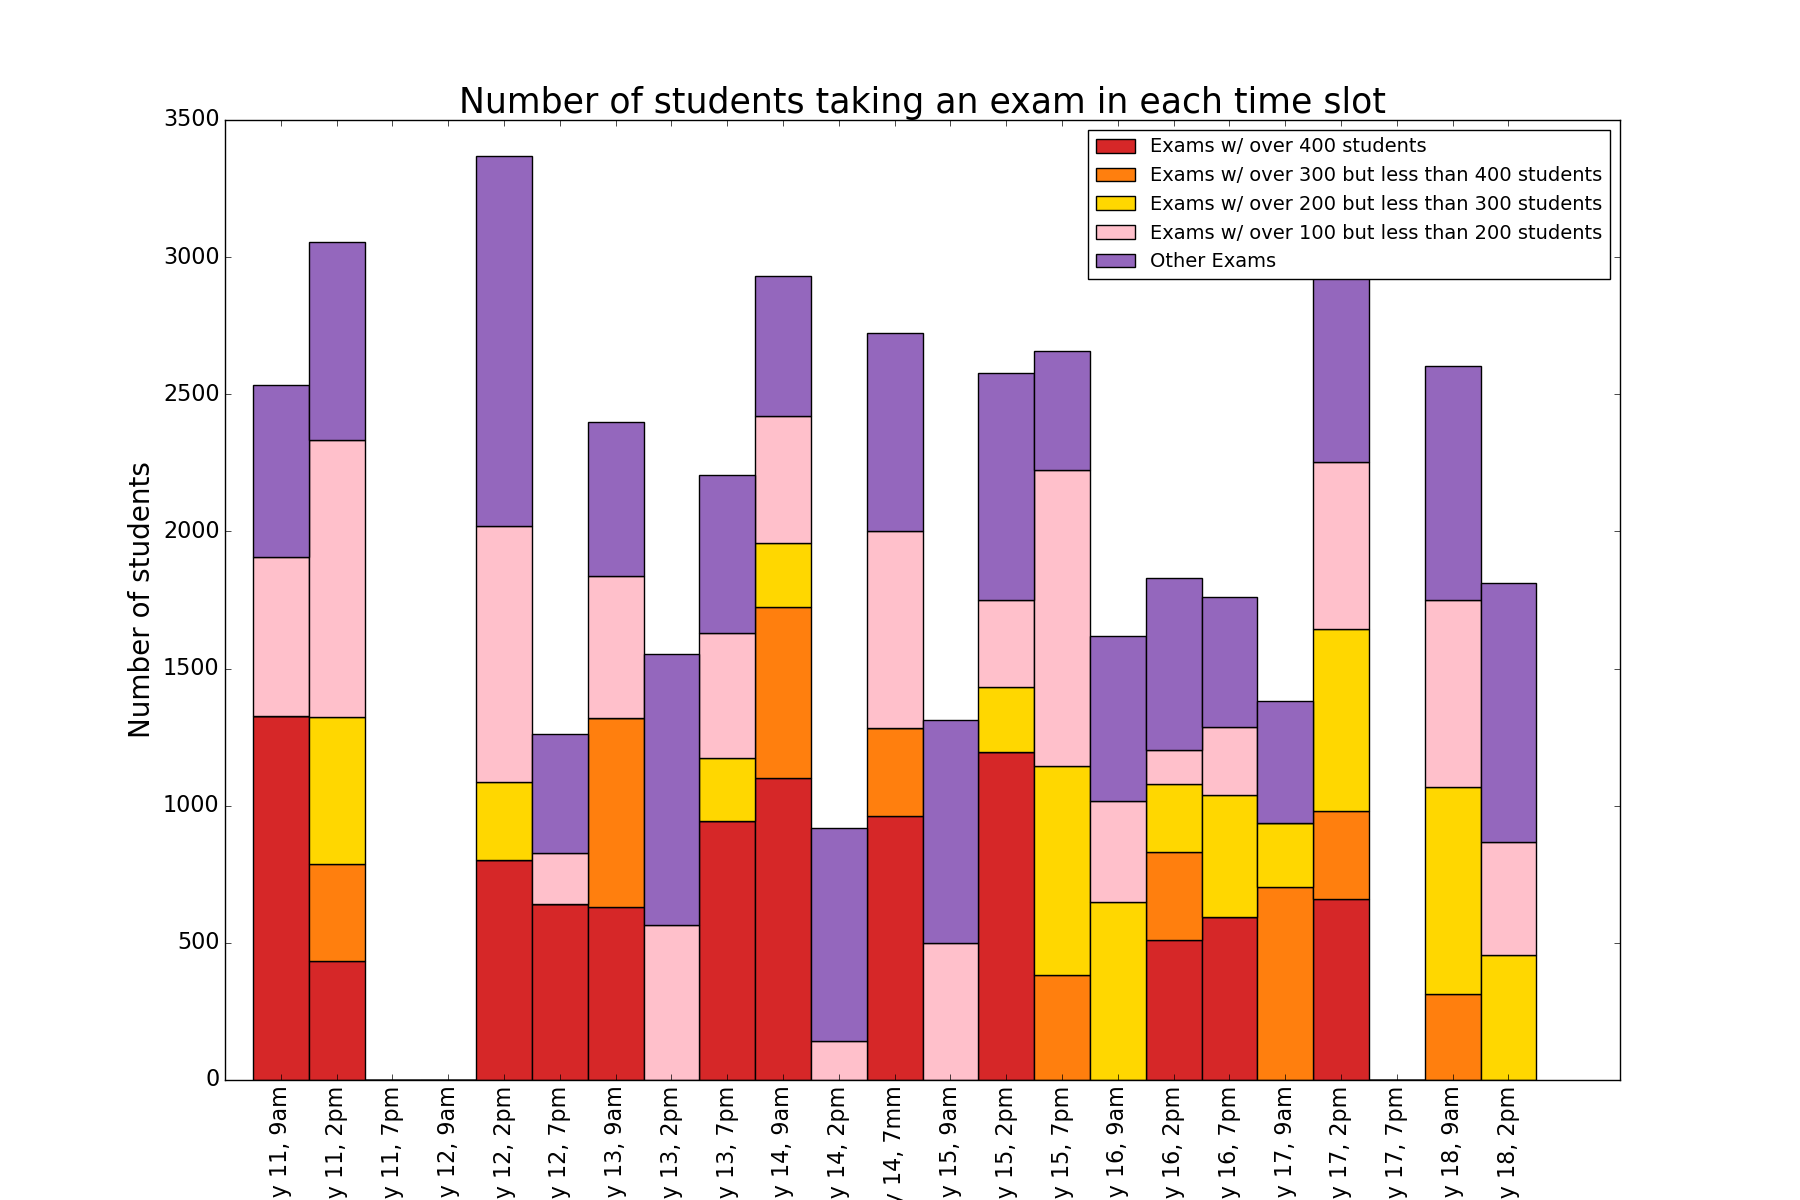 Number of students taking an exam in each time slot
Exams w/ over 400 students
Exams w/ over 300 but less than 400 students
Exams w/ over 200 but less than 300 students
Exams w/ over 100 but less than 200 students
Other Exams
Number of students
3500
3000
2500
2000
1500
1000
500
0
y 11, 9am
y 11, 2pm
y 11, 7pm
y 12, 9am
y 12, 2pm
y 12, 7pm
y 13, 9am
y 13, 2pm
y 13, 7pm
y 14, 9am
y 14, 2pm
y 14, 7mm
y 15, 9am
y 15, 2pm
y 15, 7pm
y 16, 9am
y 16, 2pm
y 16, 7pm
y 17, 9am
y 17, 2pm
y 17, 7pm
y 18, 9am
y 18, 2pm